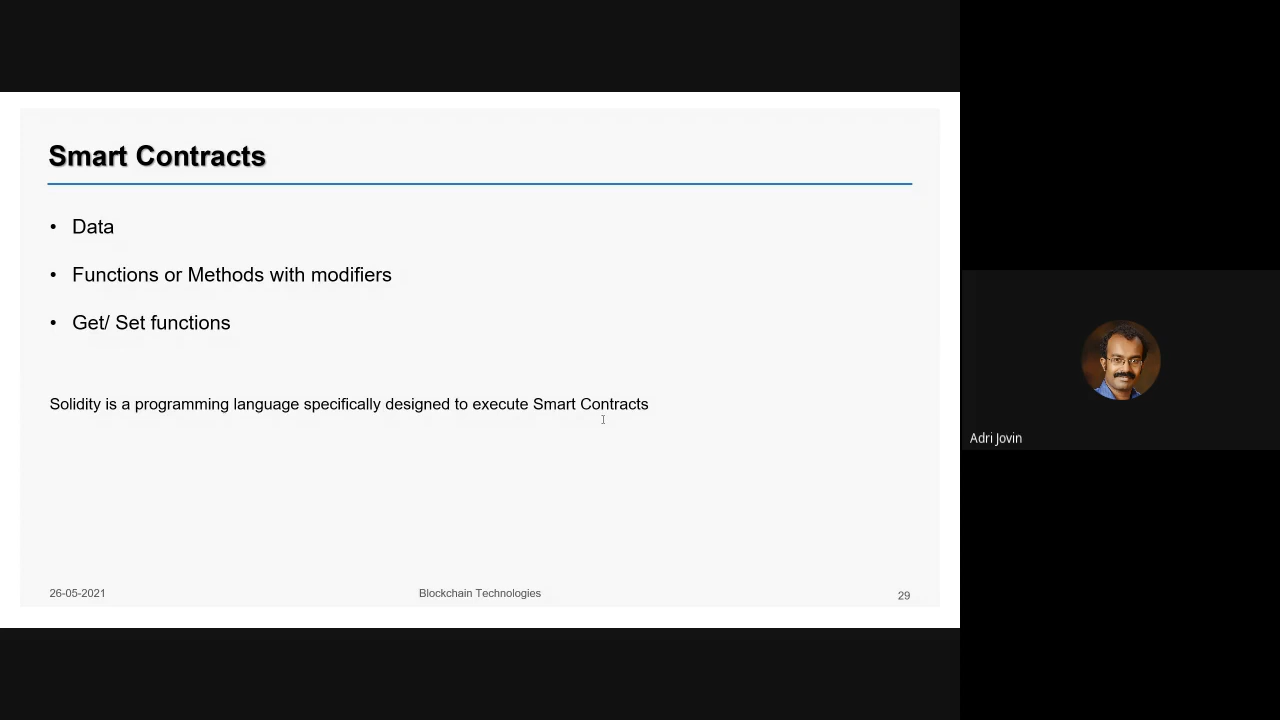 Smart Contracts
• Data
• Functions or Methods with modifiers
• Get/ Set functions
Solidity is a programming language specifically designed to execute Smart Contracts
26-05-2021
Blockchain Technologies
29
Adri Jovin